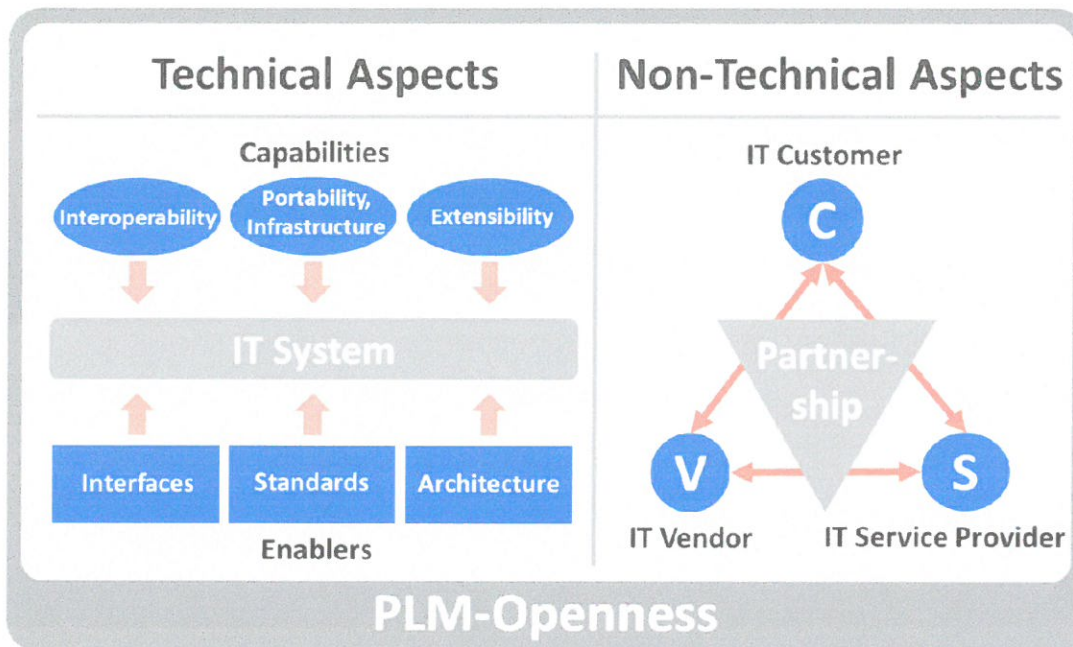 Technical Aspects
Capabilities
Interoperability
Portability,
Infrastructure
Extensibility
IT System
Interfaces
Standards
Architecture
Enablers
Non-Technical Aspects
IT Customer
C
Partner-
ship
V
S
IT Vendor
IT Service Provider
PLM-Openness